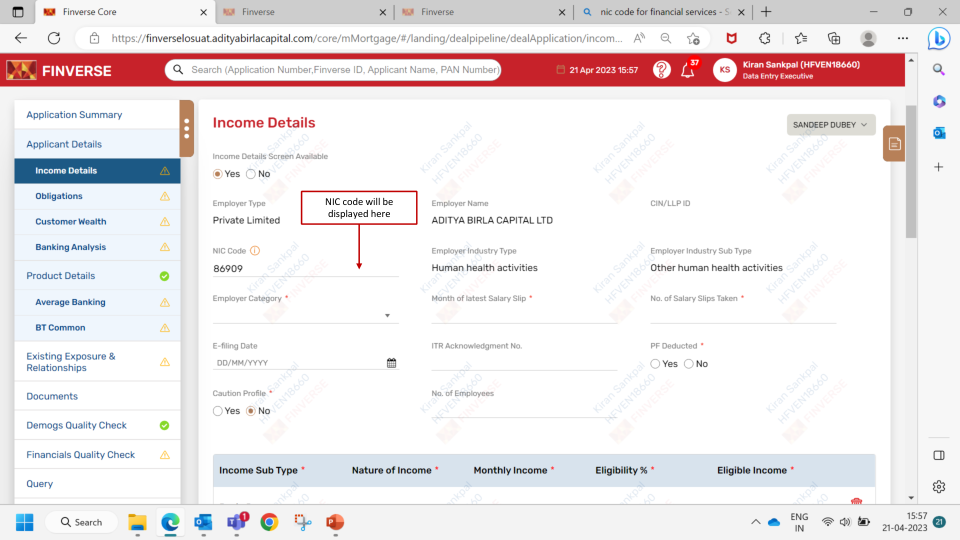 Finverse Core
Finverse
Finverse
nic code for financial services - S
https://finverselosuat.adityabirlacapital.com/core/mMortgage/#/landing/dealpipeline/dealApplication/incom...
FINVERSE
Search (Application Number,Finverse ID, Applicant Name, PAN Number)
21 Apr 2023 15:57
37
KS
Kiran Sankpal (HFVEN18660)
Data Entry Executive
Application Summary
Applicant Details
Income Details
Obligations
Customer Wealth
Banking Analysis
Product Details
Average Banking
BT Common
Existing Exposure &
Relationships
Documents
Demogs Quality Check
Financials Quality Check
Query
Income Details
SANDEEP DUBEY
Income Details Screen Available
Yes No
Employer Type
Private Limited
NIC code will be
displayed here
Employer Name
ADITYA BIRLA CAPITAL LTD
CIN/LLP ID
NIC Code
86909
Employer Industry Type
Human health activities
Employer Industry Sub Type
Other human health activities
Employer Category *
Month of latest Salary Slip *
No. of Salary Slips Taken *
E-filing Date
DD/MM/YYYY
ITR Acknowledgment No.
PF Deducted *
Yes No
Caution Profile *
Yes No
No. of Employees
Income Sub Type * Nature of Income * Monthly Income * Eligibility % * Eligible Income *
Kiran Sankpal
HFVEN18660
FINVERSE
Search
1
ENG
IN
15:57
21-04-2023
21